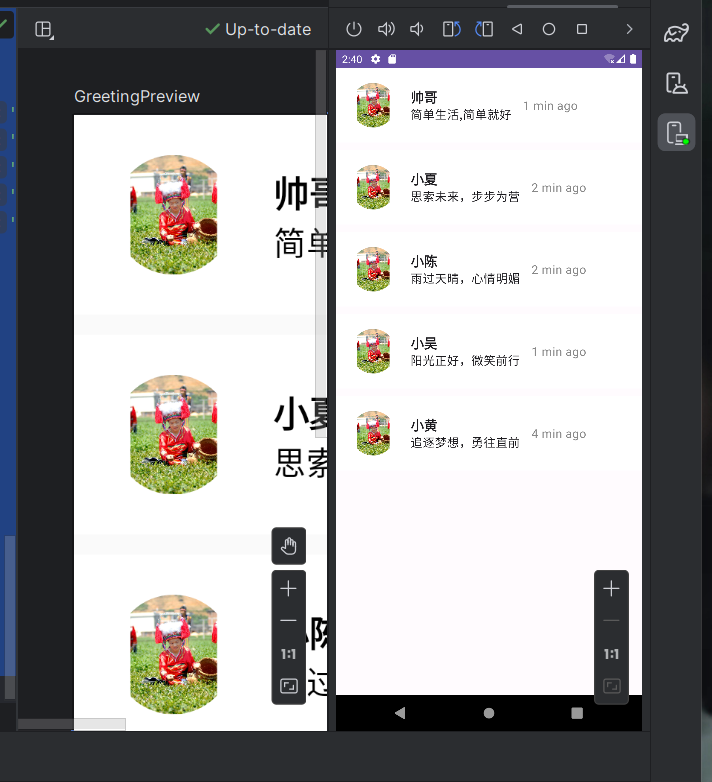 Up-to-date
GreetingPreview
帅哥
简单
小夏
思索
小陈
过
1:1
2:40
帅哥
简单生活,简单就好
1 min ago
小夏
思索未来，步步为营
2 min ago
小陈
雨过天晴，心情明媚
2 min ago
小吴
阳光正好，微笑前行
1 min ago
小黄
追逐梦想，勇往直前
4 min ago
1:1